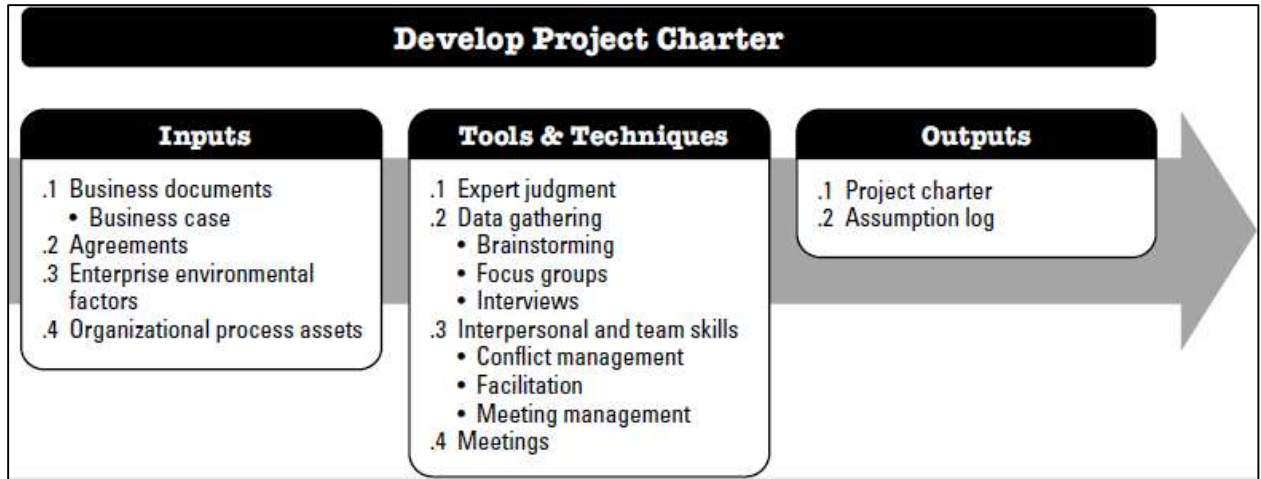 Develop Project Charter
Inputs
.1 Business documents
• Business case
.2 Agreements
.3 Enterprise environmental
factors
.4 Organizational process assets
Tools & Techniques
.1 Expert judgment
.2 Data gathering
• Brainstorming
• Focus groups
• Interviews
.3 Interpersonal and team skills
• Conflict management
• Facilitation
• Meeting management
.4 Meetings
Outputs
.1 Project charter
.2 Assumption log